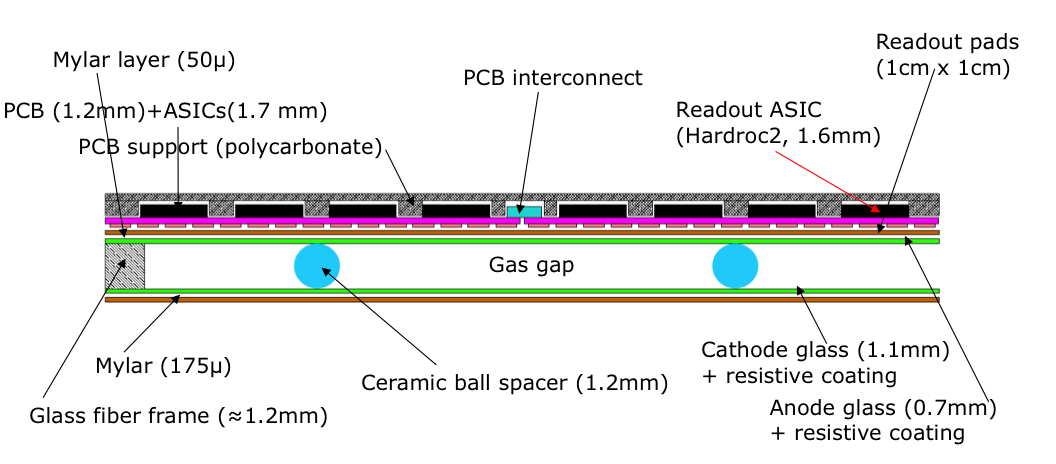 Readout pads
(1cm x 1cm)
Mylar layer (50µ)
PCB interconnect
PCB (1.2mm)+ASICs(1.7 mm)
Readout ASIC
(Hardroc2, 1.6mm)
PCB support (polycarbonate)
Gas gap
Mylar (175µ)
Cathode glass (1.1mm)
+ resistive coating
Ceramic ball spacer (1.2mm)
Glass fiber frame (≈1.2mm)
Anode glass (0.7mm)
+ resistive coating